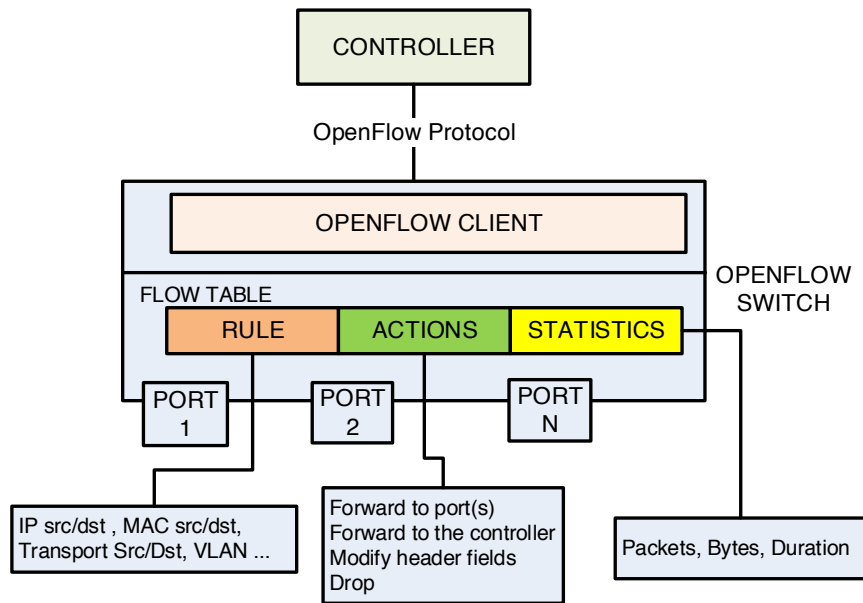 CONTROLLER
OpenFlow Protocol
OPENFLOW CLIENT
OPENFLOW
SWITCH
FLOW TABLE
RULE
ACTIONS
STATISTICS
PORT
1
PORT
2
PORT
N
IP src/dst , MAC src/dst,
Transport Src/Dst, VLAN ...
Forward to port(s)
Forward to the controller
Modify header fields
Drop
Packets, Bytes, Duration